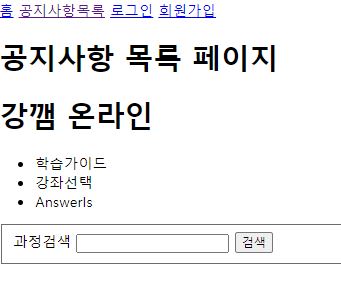 홈 공지사항목록 로그인 회원가입
공지사항 목록 페이지
강깸 온라인
학습가이드
강좌선택
AnswerIs
과정검색 검색